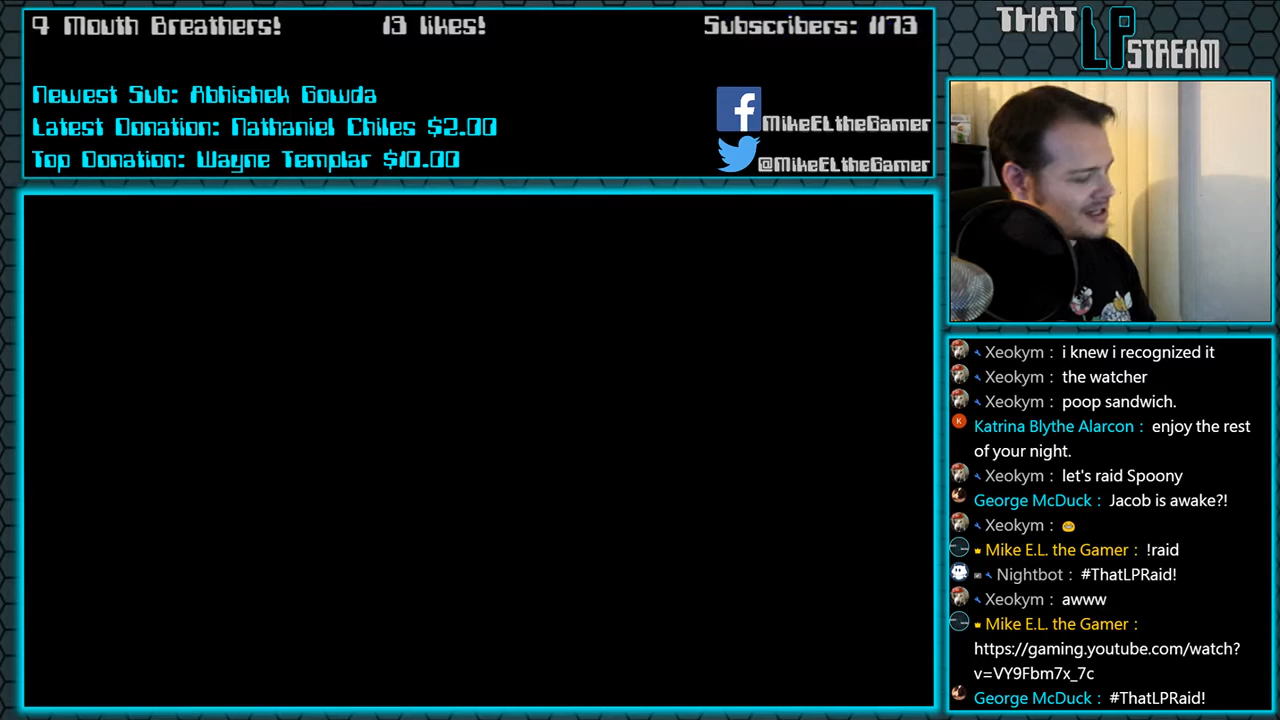 9 Mouth Breathers! 13 likes! Subscribers: 1173
THAT
LP
STREAM
Newest Sub: Abhishek Gowda
Latest Donation: Nathaniel Chiles $2.00
Top Donation: Wayne Templar $10.00
MikeELtheGamer
@MikeELtheGamer
Xeokym : i knew i recognized it
Xeokym : the watcher
Xeokym : poop sandwich.
K Katrina Blythe Alarcon : enjoy the rest
of your night.
Xeokym : let's raid Spoony
George McDuck : Jacob is awake?!
Xeokym : 😂
Mike E.L. the Gamer : !raid
Nightbot : #ThatLPRaid!
Xeokym : awww
Mike E.L. the Gamer :
https://gaming.youtube.com/watch?
v=VY9Fbm7x_7c
George McDuck : #ThatLPRaid!